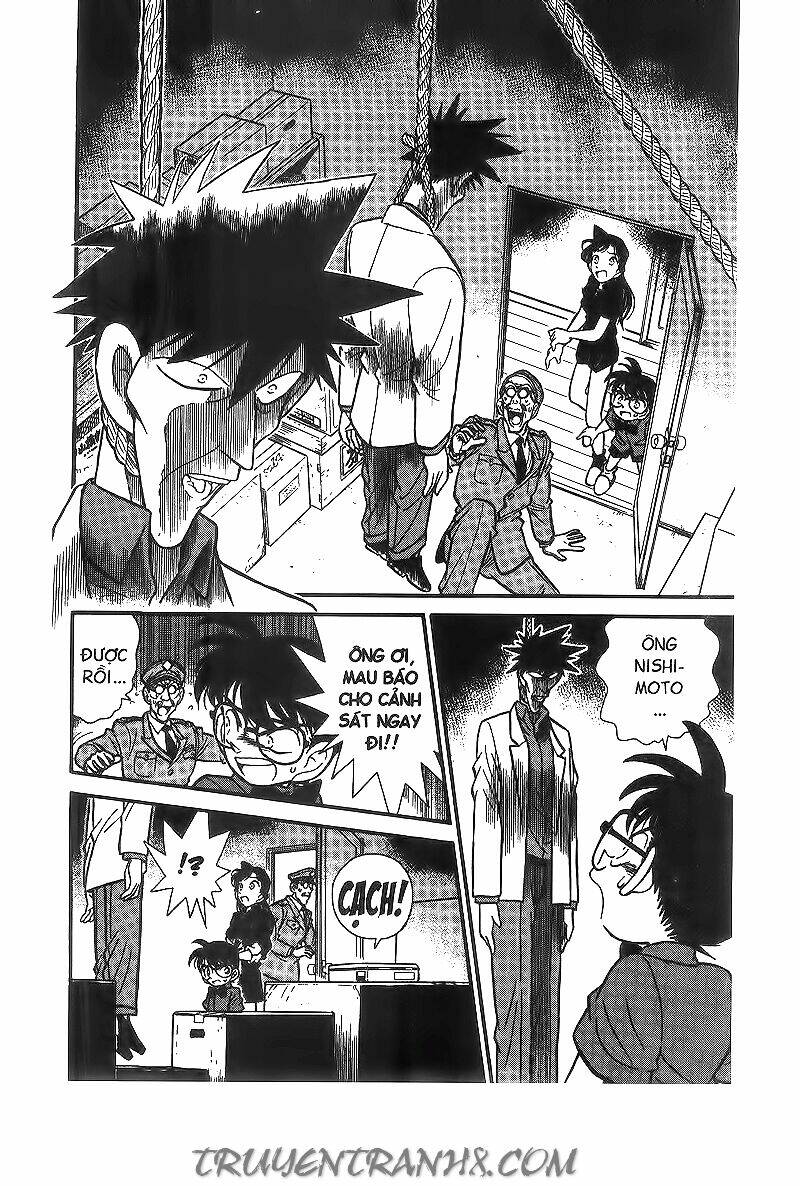 ÔNG
NISHI-
MOTO
...
ÔNG ƠI,
MAU BÁO
CHO CẢNH
SÁT NGAY
ĐI!!
ĐƯỢC
RỒI...
!?
CẠCH!
TRUYENTRANH8.COM